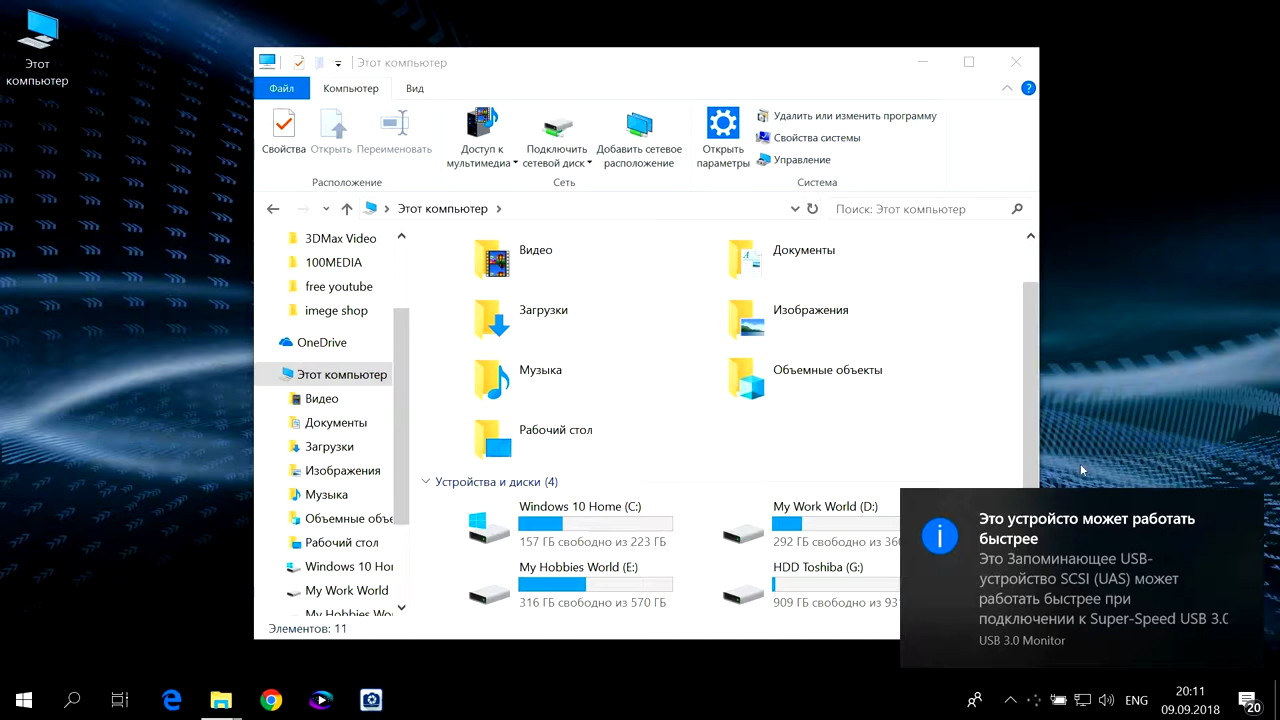 Этот
компьютер
Этот компьютер
Файл
Компьютер
Вид
Свойства
Открыть
Переименовать
Расположение
Доступ к
мультимедиа
Подключить
сетевой диск
Добавить сетевое
расположение
Сеть
Открыть
параметры
Удалить или изменить программу
Свойства системы
Управление
Система
Этот компьютер
Поиск: Этот компьютер
3DMax Video
100MEDIA
free youtube
imege shop
OneDrive
Этот компьютер
Видео
Документы
Загрузки
Изображения
Музыка
Объемные объе
Рабочий стол
Windows 10 Hor
My Work World
My Hobbies Wor
Видео
Документы
Загрузки
Изображения
Музыка
Объемные объекты
Рабочий стол
Устройства и диски (4)
Windows 10 Home (C:)
157 ГБ свободно из 223 ГБ
My Work World (D:)
292 ГБ свободно из 36
My Hobbies World (E:)
316 ГБ свободно из 570 ГБ
HDD Toshiba (G:)
909 ГБ свободно из 931
Элементов: 11
Это устройсто может работать
быстрее
Это Запоминающее USB-
устройство SCSI (UAS) может
работать быстрее при
подключении к Super-Speed USB 3.0
USB 3.0 Monitor
ENG
20:11
09.09.2018
20